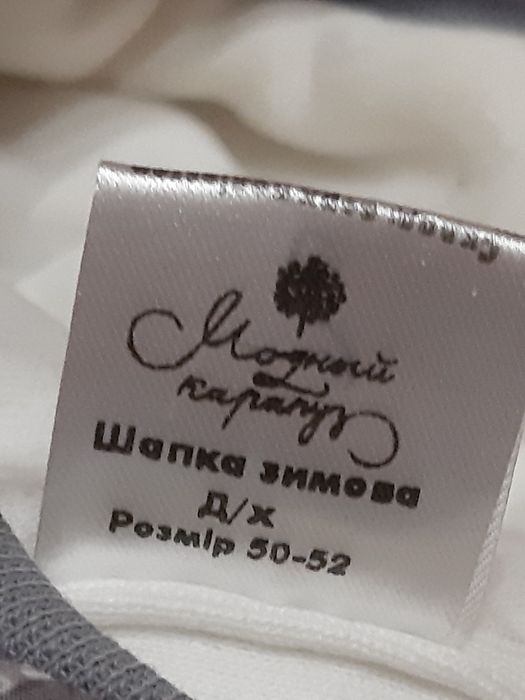 Модный
карапуз
Шапка зимова
Д/Х
Розмір 50-52